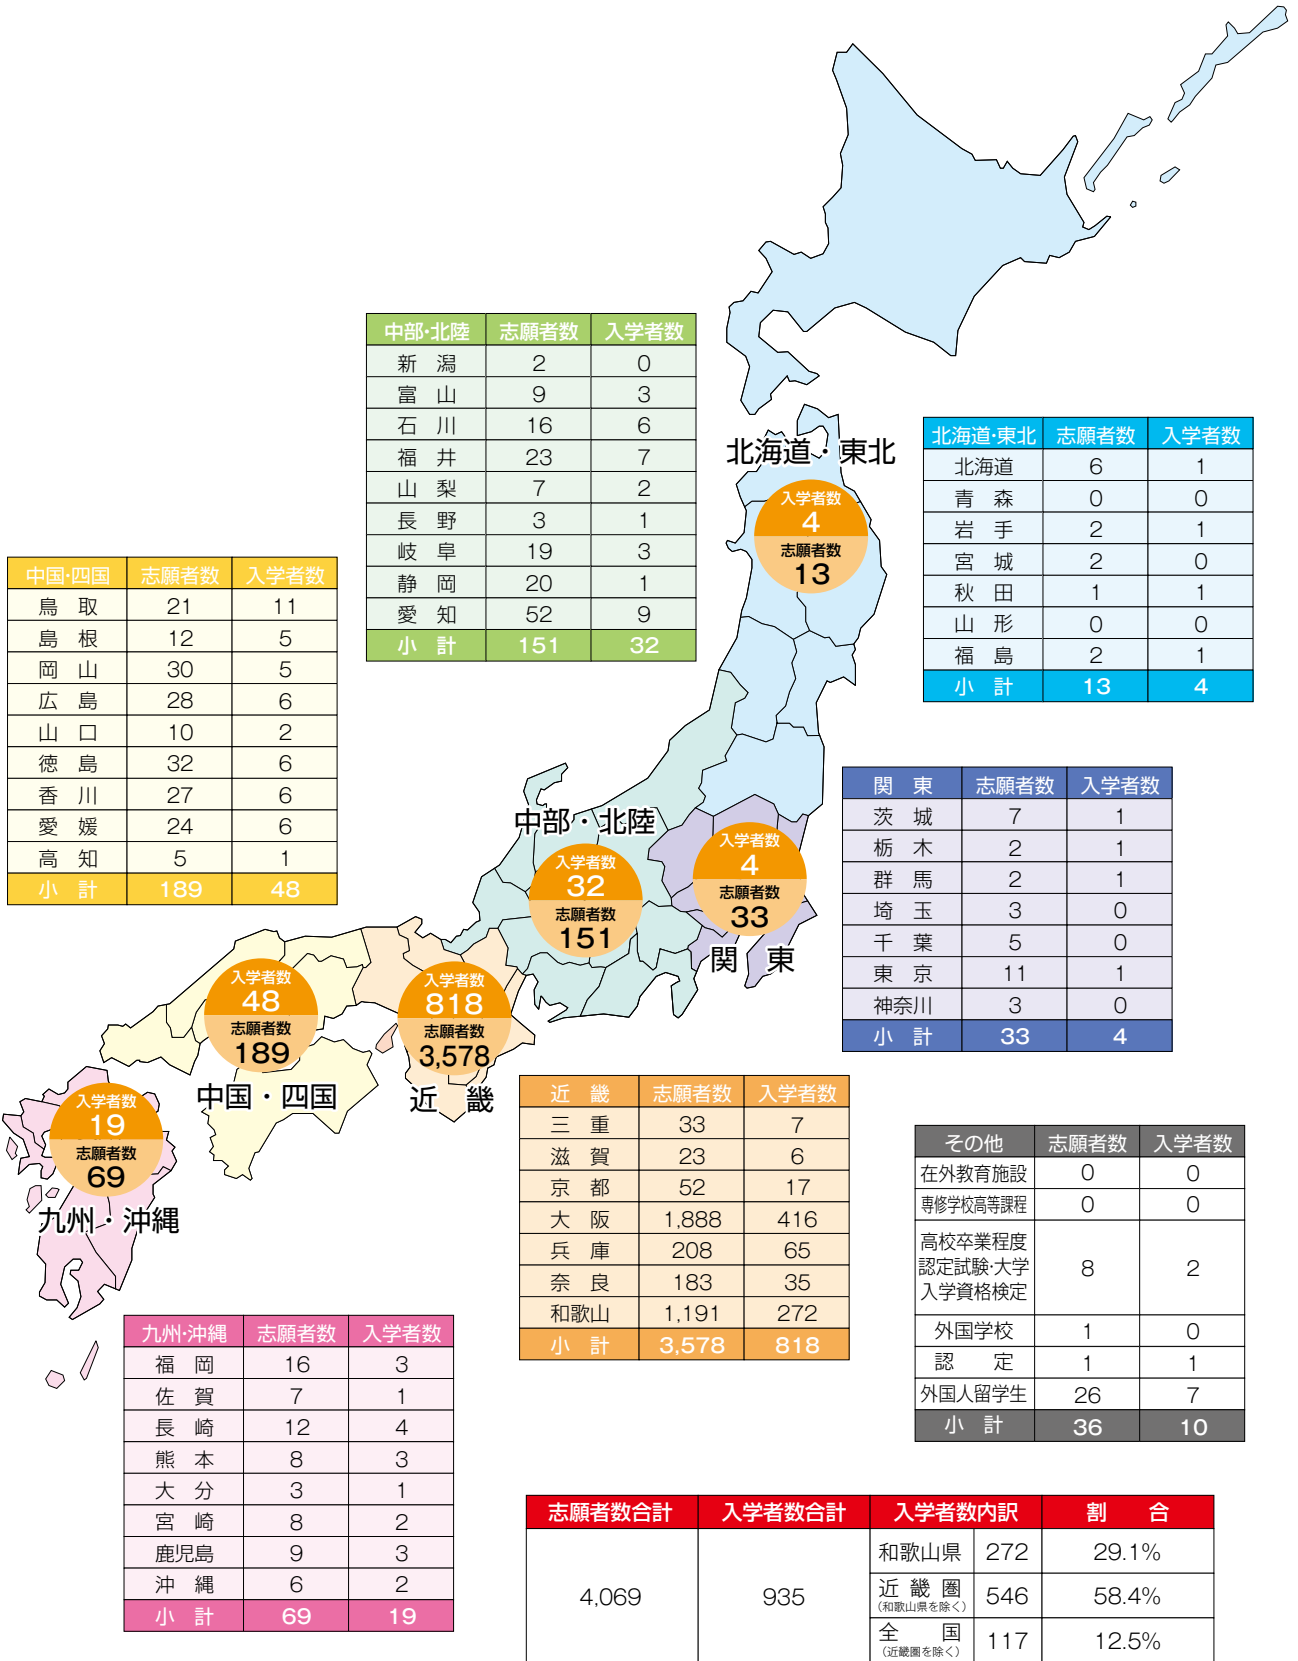 中部・北陸 志願者数 入学者数
新 潟 2 0
富 山 9 3
石 川 16 6
福 井 23 7
山 梨 7 2
長 野 3 1
岐 阜 19 3
静 岡 20 1
愛 知 52 9
小 計 151 32
北海道・東北
入学者数
4
志願者数
13
北海道・東北 志願者数 入学者数
北海道 6 1
青 森 0 0
岩 手 2 1
宮 城 2 0
秋 田 1 1
山 形 0 0
福 島 2 1
小 計 13 4
中国・四国 志願者数 入学者数
鳥 取 21 11
島 根 12 5
岡 山 30 5
広 島 28 6
山 口 10 2
徳 島 32 6
香 川 27 6
愛 媛 24 6
高 知 5 1
小 計 189 48
中部・北陸
入学者数
32
志願者数
151
入学者数
4
志願者数
33
関 東
関 東 志願者数 入学者数
茨 城 7 1
栃 木 2 1
群 馬 2 1
埼 玉 3 0
千 葉 5 0
東 京 11 1
神奈川 3 0
小 計 33 4
入学者数
48
志願者数
189
中国・四国
入学者数
818
志願者数
3,578
近 畿
入学者数
19
志願者数
69
九州・沖縄
近 畿 志願者数 入学者数
三 重 33 7
滋 賀 23 6
京 都 52 17
大 阪 1,888 416
兵 庫 208 65
奈 良 183 35
和歌山 1,191 272
小 計 3,578 818
その他 志願者数 入学者数
在外教育施設 0 0
専修学校高等課程 0 0
高校卒業程度
認定試験・大学 8 2
入学資格検定
外国学校 1 0
認 定 1 1
外国人留学生 26 7
小 計 36 10
九州・沖縄 志願者数 入学者数
福 岡 16 3
佐 賀 7 1
長 崎 12 4
熊 本 8 3
大 分 3 1
宮 崎 8 2
鹿児島 9 3
沖 縄 6 2
小 計 69 19
志願者数合計 入学者数合計 入学者数内訳 割 合
和歌山県 272 29.1%
4,069 935 近 畿 圏 546 58.4%
(和歌山県を除く)
全 国 117 12.5%
(近畿圏を除く)